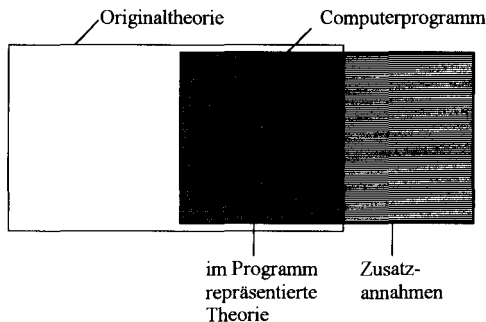 Originaltheorie
Computerprogramm
im Programm
repräsentierte
Theorie
Zusatz-
annahmen